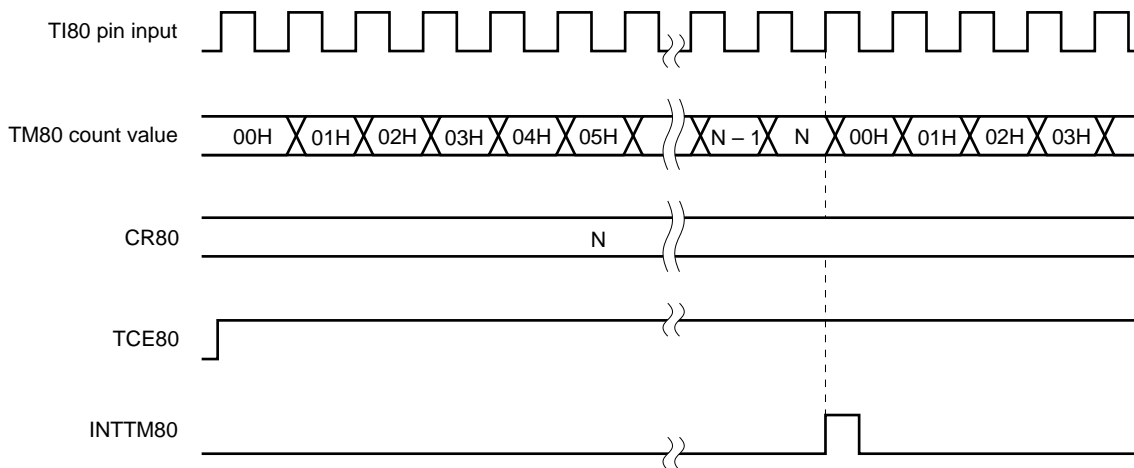 TI80 pin input
TM80 count value
00H 01H 02H 03H 04H 05H N – 1 N 00H 01H 02H 03H
CR80
N
TCE80
INTTM80